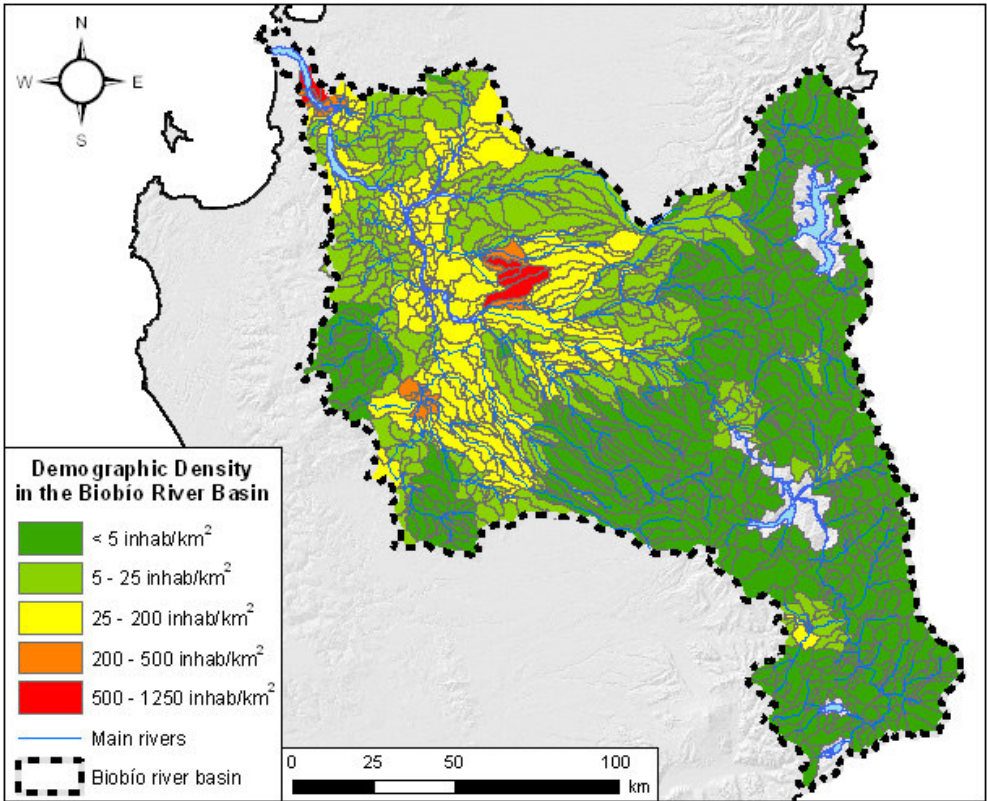 N
W E
S
Demographic Density
in the Biobío River Basin
< 5 inhab/km²
5 - 25 inhab/km²
25 - 200 inhab/km²
200 - 500 inhab/km²
500 - 1250 inhab/km²
Main rivers
Biobío river basin
0 25 50 100
km